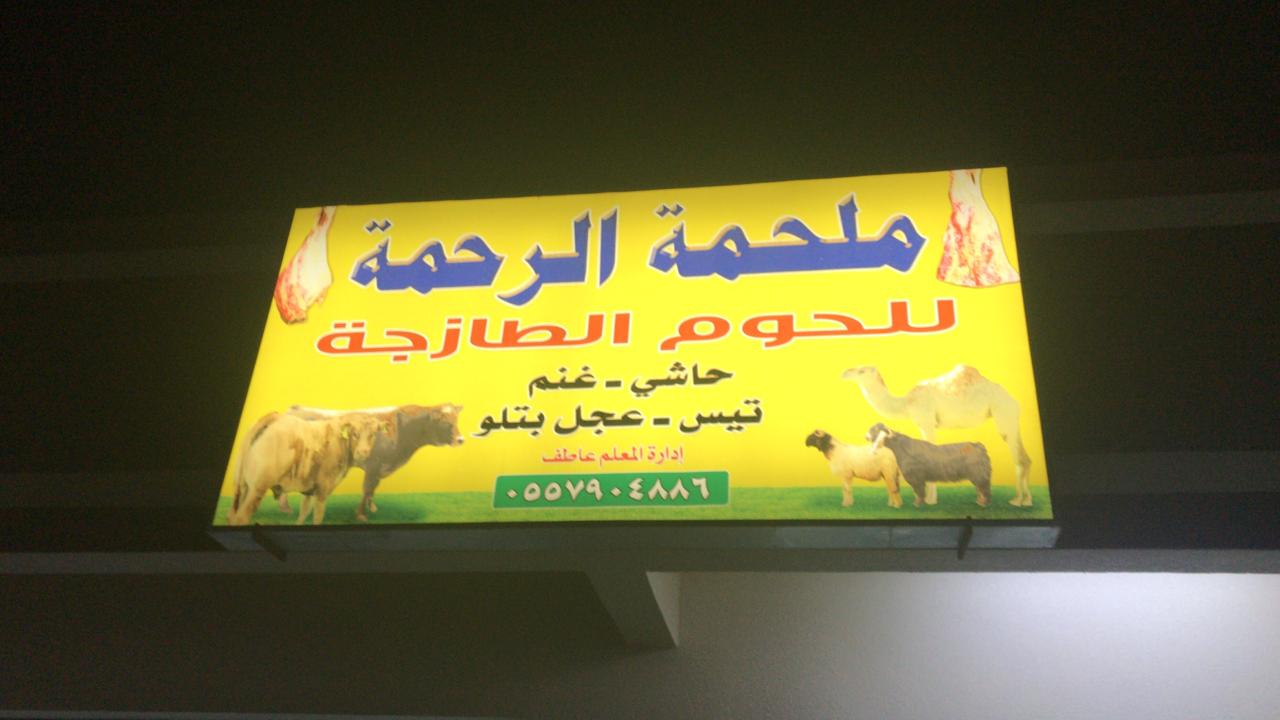 ملحمة الرحمة
للحوم الطازجة
حاشي - غنم
تيس - عجل بتلو
إدارة المعلم عاطف
٠٥٥٧٩٠٤٨٨٦